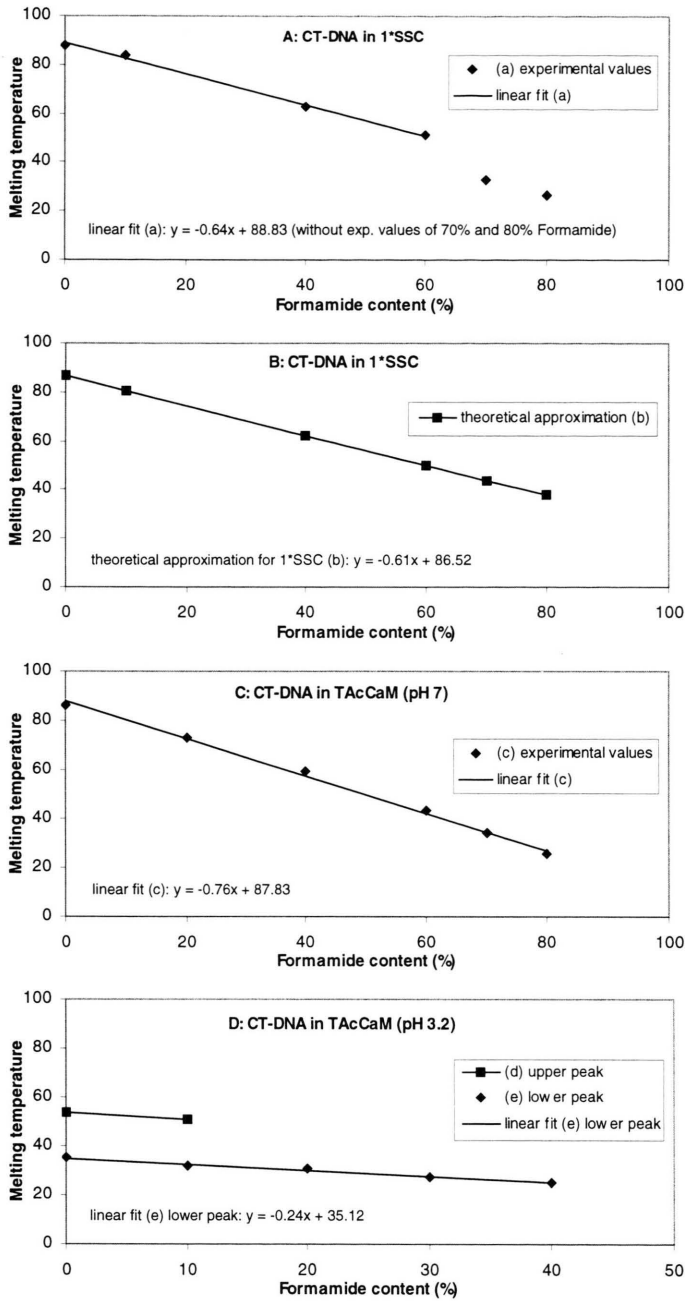 A: CT-DNA in 1*SSC
Melting temperature
100
80
60
40
20
0
(a) experimental values
linear fit (a)
linear fit (a): y = -0.64x + 88.83 (without exp. values of 70% and 80% Formamide)
0 20 40 60 80 100
Formamide content (%)
B: CT-DNA in 1*SSC
Melting temperature
100
80
60
40
20
0
theoretical approximation (b)
theoretical approximation for 1*SSC (b): y = -0.61x + 86.52
0 20 40 60 80 100
Formamide content (%)
C: CT-DNA in TAcCaM (pH 7)
Melting temperature
100
80
60
40
20
0
(c) experimental values
linear fit (c)
linear fit (c): y = -0.76x + 87.83
0 20 40 60 80 100
Formamide content (%)
D: CT-DNA in TAcCaM (pH 3.2)
Melting temperature
100
80
60
40
20
0
(d) upper peak
(e) lower peak
linear fit (e) lower peak
linear fit (e) lower peak: y = -0.24x + 35.12
0 10 20 30 40 50
Formamide content (%)